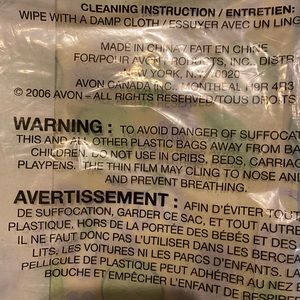 CLEANING INSTRUCTION / ENTRETIEN:
WIPE WITH A DAMP CLOTH / ESSUYER AVEC UN LING
MADE IN CHINA / FAIT EN CHINE
FOR/POUR AVON PRODUCTS, INC., DISTR.
NEW YORK, N.Y. 10020
AVON CANADA INC., MONTREAL H9R 4R3
© 2006 AVON – ALL RIGHTS RESERVED/TOUS DROITS
WARNING : TO AVOID DANGER OF SUFFOCA
THIS AND ALL OTHER PLASTIC BAGS AWAY FROM BA
CHILDREN. DO NOT USE IN CRIBS, BEDS, CARRIAC
PLAYPENS. THE THIN FILM MAY CLING TO NOSE AND
AND PREVENT BREATHING.
AVERTISSEMENT : AFIN D'ÉVITER TOUT
DE SUFFOCATION, GARDER CE SAC, ET TOUT AUTRE
PLASTIQUE, HORS DE LA PORTÉE DES BÉBÉS ET DES
IL NE FAUT DONC PAS L'UTILISER DANS LES BERCEA
LITS, LES VOITURES NI LES PARCS D'ENFANTS. LA
PELLICULE DE PLASTIQUE PEUT ADHÉRER AU NEZ E
BOUCHE ET EMPÊCHER L'ENFANT DE RESPIR